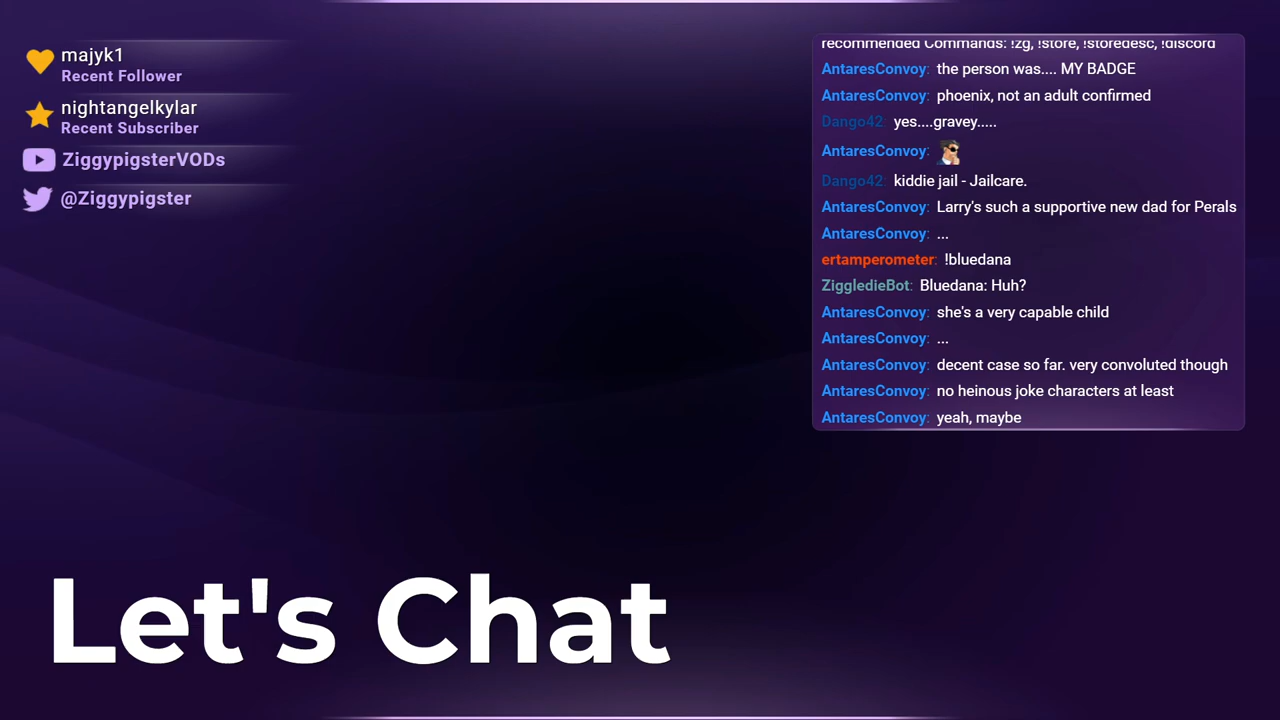 majyk1
Recent Follower
nightangelkylar
Recent Subscriber
ZiggypigsterVODs
@Ziggypigster
recommended Commands: !zg, !store, !storedesc, !discord
AntaresConvoy: the person was.... MY BADGE
AntaresConvoy: phoenix, not an adult confirmed
Dango42: yes....gravey.....
AntaresConvoy:
Dango42: kiddie jail - Jailcare.
AntaresConvoy: Larry's such a supportive new dad for Perals
AntaresConvoy: ...
ertamperometer: !bluedana
ZiggledieBot: Bluedana: Huh?
AntaresConvoy: she's a very capable child
AntaresConvoy: ...
AntaresConvoy: decent case so far. very convoluted though
AntaresConvoy: no heinous joke characters at least
AntaresConvoy: yeah, maybe
Let's Chat